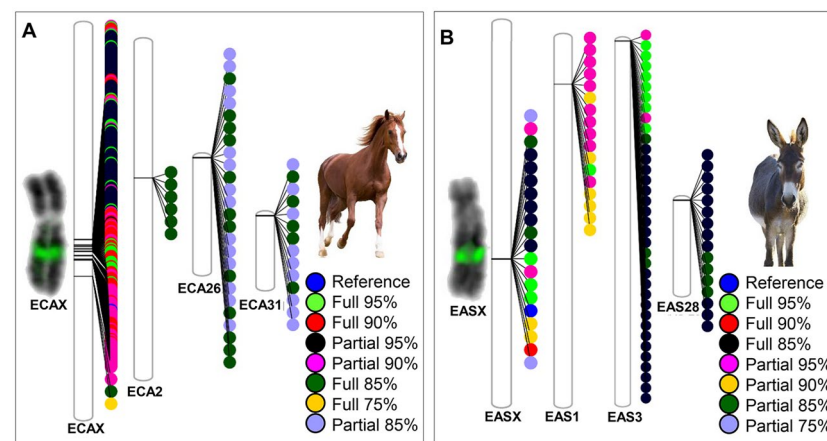 A
ECAX
ECAX
ECA2
ECA26
ECA31
Reference
Full 95%
Full 90%
Partial 95%
Partial 90%
Full 85%
Full 75%
Partial 85%
B
EASX
EASX
EAS1
EAS3
EAS28
Reference
Full 95%
Full 90%
Full 85%
Partial 95%
Partial 90%
Partial 85%
Partial 75%